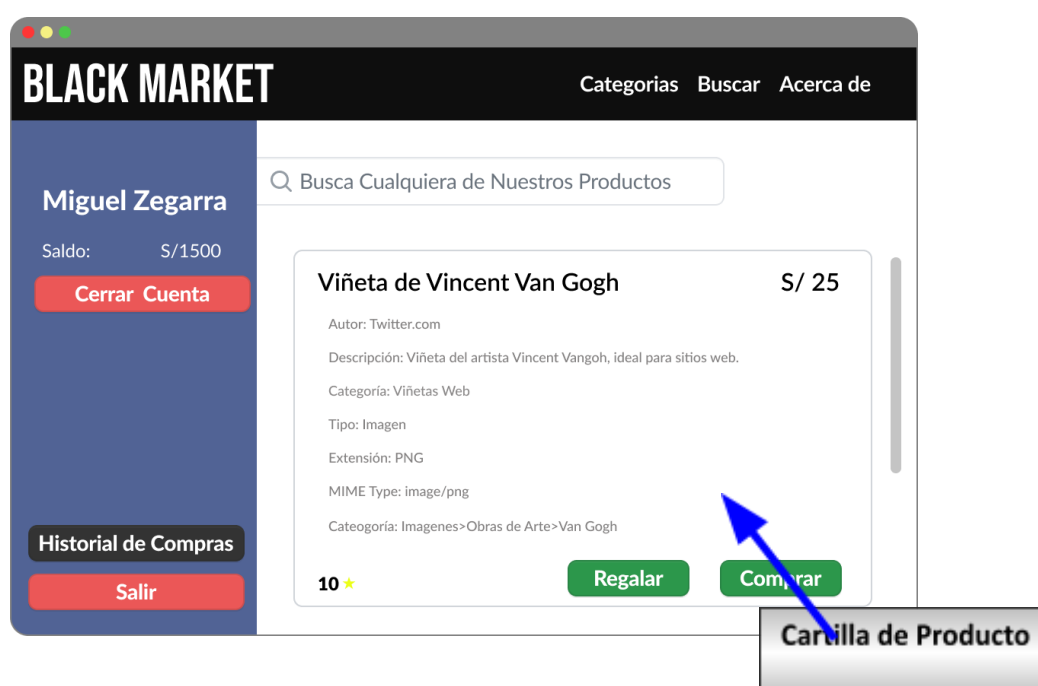 BLACK MARKET
Categorias Buscar Acerca de
Miguel Zegarra
Saldo: S/1500
Cerrar Cuenta
Historial de Compras
Salir
Busca Cualquiera de Nuestros Productos
Viñeta de Vincent Van Gogh S/ 25
Autor: Twitter.com
Descripción: Viñeta del artista Vincent Vangoh, ideal para sitios web.
Categoría: Viñetas Web
Tipo: Imagen
Extensión: PNG
MIME Type: image/png
Cateogoría: Imagenes>Obras de Arte>Van Gogh
10 ★ Regalar Comprar
Cartilla de Producto